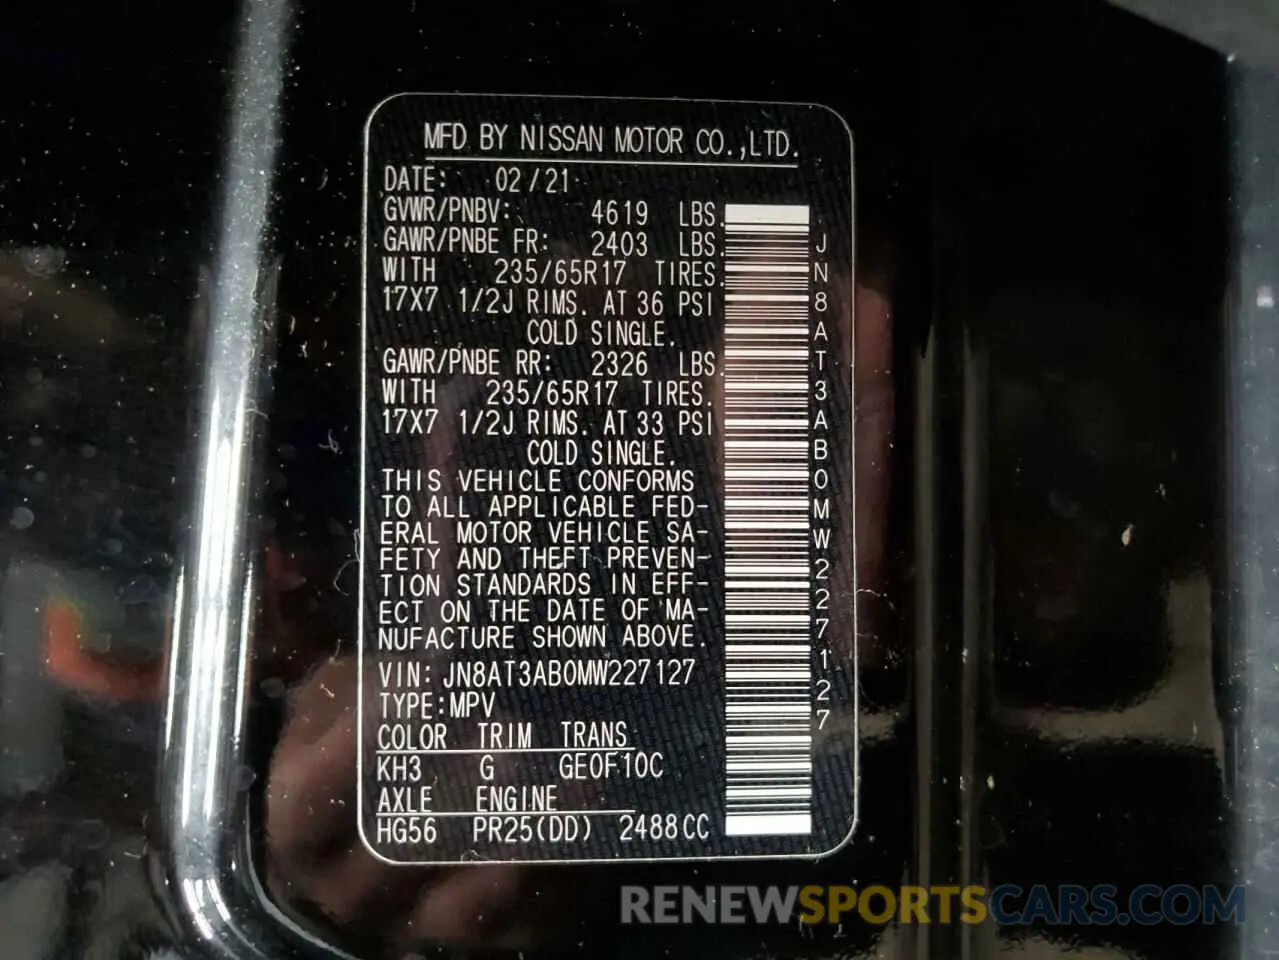 MFD BY NISSAN MOTOR CO.,LTD.
DATE: 02/21
GVWR/PNBV: 4619 LBS.
GAWR/PNBE FR: 2403 LBS.
WITH 235/65R17 TIRES.
17X7 1/2J RIMS. AT 36 PSI
COLD SINGLE.
GAWR/PNBE RR: 2326 LBS.
WITH 235/65R17 TIRES.
17X7 1/2J RIMS. AT 33 PSI
COLD SINGLE.
THIS VEHICLE CONFORMS
TO ALL APPLICABLE FED-
ERAL MOTOR VEHICLE SA-
FETY AND THEFT PREVEN-
TION STANDARDS IN EFF-
ECT ON THE DATE OF MA-
NUFACTURE SHOWN ABOVE.
VIN: JN8AT3AB0MW227127
TYPE:MPV
COLOR TRIM TRANS
KH3 G GE0F10C
AXLE ENGINE
HG56 PR25(DD) 2488CC
JN8AT3AB0MW227127
RENEWSPORTSCARS.COM